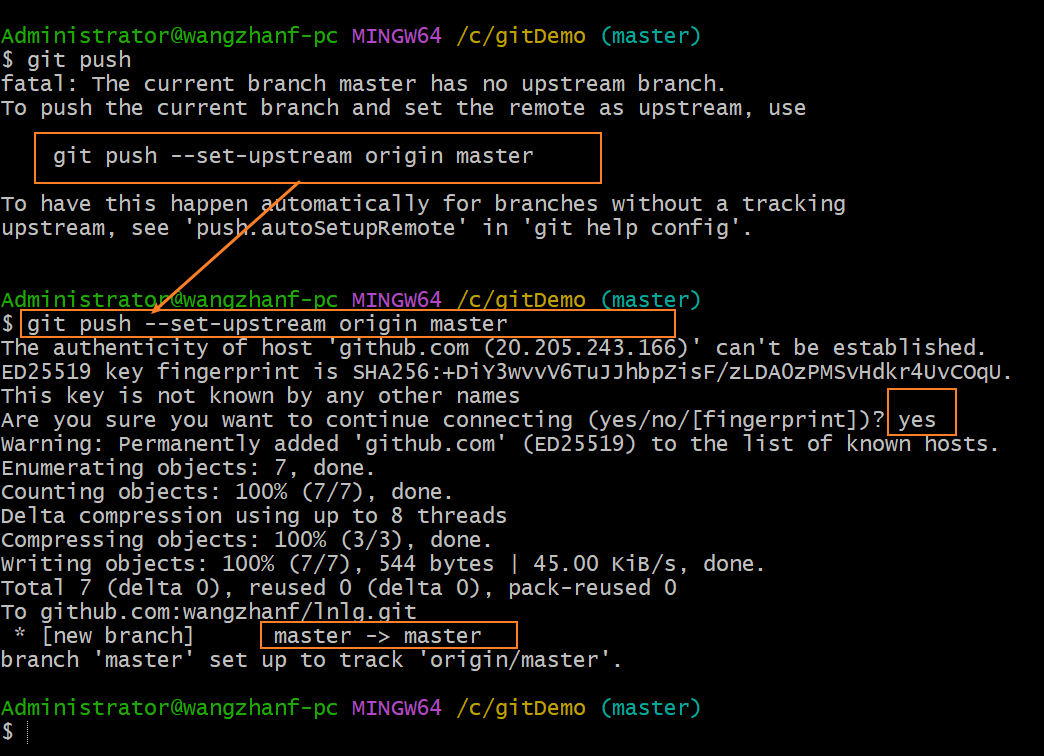 Administrator@wangzhanf-pc MINGW64 /c/gitDemo (master)
$ git push
fatal: The current branch master has no upstream branch.
To push the current branch and set the remote as upstream, use
git push --set-upstream origin master
To have this happen automatically for branches without a tracking
upstream, see 'push.autoSetupRemote' in 'git help config'.
Administrator@wangzhanf-pc MINGW64 /c/gitDemo (master)
$ git push --set-upstream origin master
The authenticity of host 'github.com (20.205.243.166)' can't be established.
ED25519 key fingerprint is SHA256:+DiY3wvvV6TuJJhbpZisF/zLDA0zPMSvHdkr4UvCOqU.
This key is not known by any other names
Are you sure you want to continue connecting (yes/no/[fingerprint])? yes
Warning: Permanently added 'github.com' (ED25519) to the list of known hosts.
Enumerating objects: 7, done.
Counting objects: 100% (7/7), done.
Delta compression using up to 8 threads
Compressing objects: 100% (3/3), done.
Writing objects: 100% (7/7), 544 bytes | 45.00 KiB/s, done.
Total 7 (delta 0), reused 0 (delta 0), pack-reused 0
To github.com:wangzhanf/lnlg.git
 * [new branch]      master -> master
branch 'master' set up to track 'origin/master'.
Administrator@wangzhanf-pc MINGW64 /c/gitDemo (master)
$